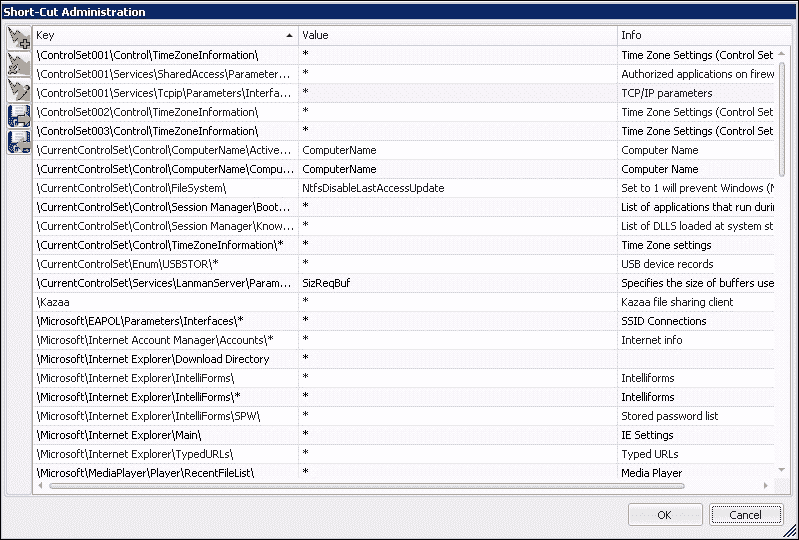 Short-Cut Administration
Key Value Info
\ControlSet001\Control\TimeZoneInformation\ * Time Zone Settings (Control Set
\ControlSet001\Services\SharedAccess\Parameter... * Authorized applications on firew
\ControlSet001\Services\Tcpip\Parameters\Interfa... * TCP/IP parameters
\ControlSet002\Control\TimeZoneInformation\ * Time Zone Settings (Control Set
\ControlSet003\Control\TimeZoneInformation\ * Time Zone Settings (Control Set
\CurrentControlSet\Control\ComputerName\Active... ComputerName Computer Name
\CurrentControlSet\Control\ComputerName\Compu... ComputerName Computer Name
\CurrentControlSet\Control\FileSystem\ NtfsDisableLastAccessUpdate Set to 1 will prevent Windows (N
\CurrentControlSet\Control\Session Manager\Boot... * List of applications that run durin
\CurrentControlSet\Control\Session Manager\Know... * List of DLLS loaded at system st
\CurrentControlSet\Control\TimeZoneInformation\* * Time Zone settings
\CurrentControlSet\Enum\USBSTOR\* * USB device records
\CurrentControlSet\Services\LanmanServer\Param... SizReqBuf Specifies the size of buffers use
\Kazaa * Kazaa file sharing client
\Microsoft\EAPOL\Parameters\Interfaces\* * SSID Connections
\Microsoft\Internet Account Manager\Accounts\* * Internet info
\Microsoft\Internet Explorer\Download Directory *
\Microsoft\Internet Explorer\IntelliForms\ * Intelliforms
\Microsoft\Internet Explorer\IntelliForms\* * Intelliforms
\Microsoft\Internet Explorer\IntelliForms\SPW\ * Stored password list
\Microsoft\Internet Explorer\Main\ * IE Settings
\Microsoft\Internet Explorer\TypedURLs\ * Typed URLs
\Microsoft\MediaPlayer\Player\RecentFileList\ * Media Player
OK Cancel